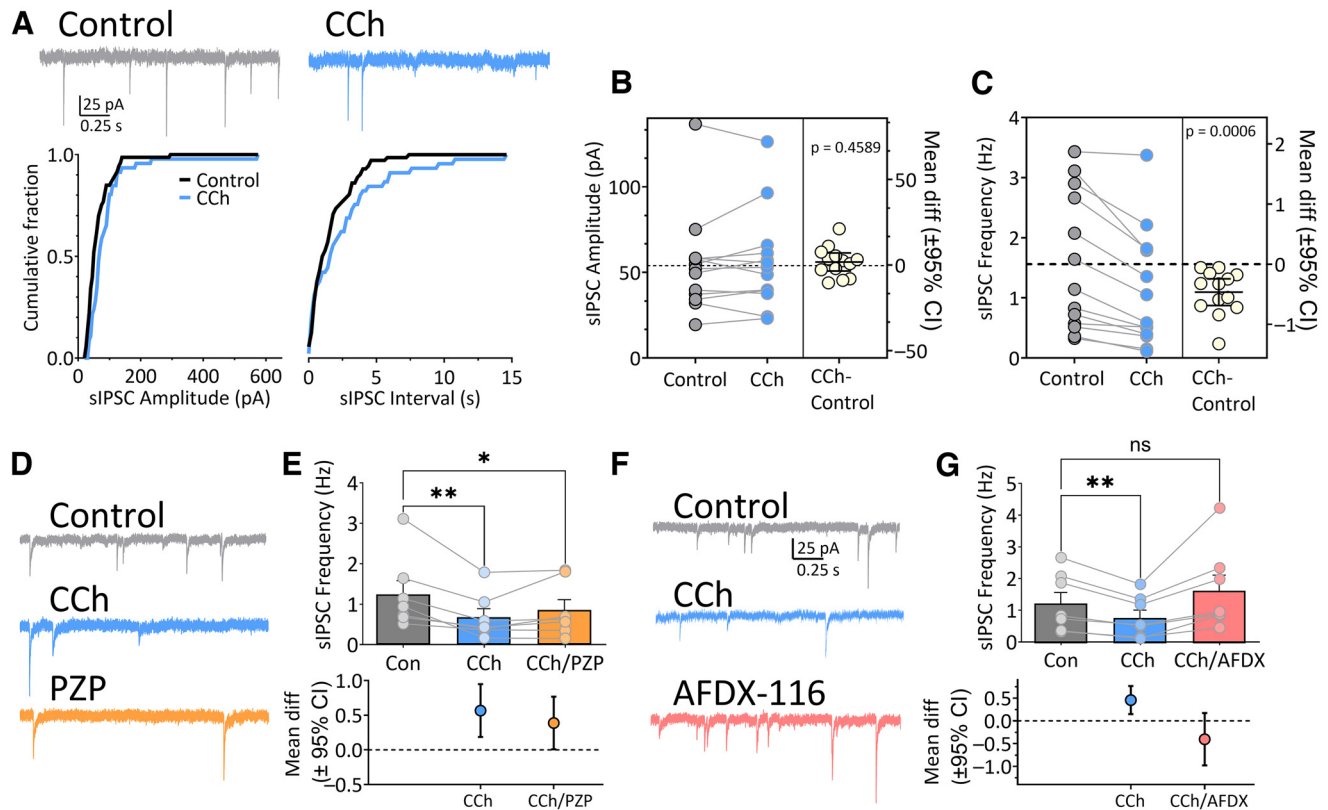 A
Control
CCh
25 pA
0.25 s
Cumulative fraction
1.0
0.5
0.0
Control
CCh
0
200
400
600
sIPSC Amplitude (pA)
0
5
10
15
sIPSC Interval (s)
B
sIPSC Amplitude (pA)
100
50
0
p = 0.4589
50
0
−50
Mean diff (±95% CI)
Control
CCh
CCh-
Control
C
sIPSC Frequency (Hz)
4
3
2
1
0
p = 0.0006
2
1
0
−1
Mean diff (±95% CI)
Control
CCh
CCh-
Control
D
Control
CCh
PZP
E
sIPSC Frequency (Hz)
4
3
2
1
0
*
**
Con
CCh
CCh/PZP
Mean diff
(± 95% CI)
1.0
0.5
0.0
−0.5
CCh
CCh/PZP
F
Control
25 pA
0.25 s
CCh
AFDX-116
G
sIPSC Frequency (Hz)
5
4
3
2
1
0
ns
**
Con
CCh
CCh/AFDX
Mean diff
(±95% CI)
0.5
0.0
−0.5
−1.0
CCh
CCh/AFDX